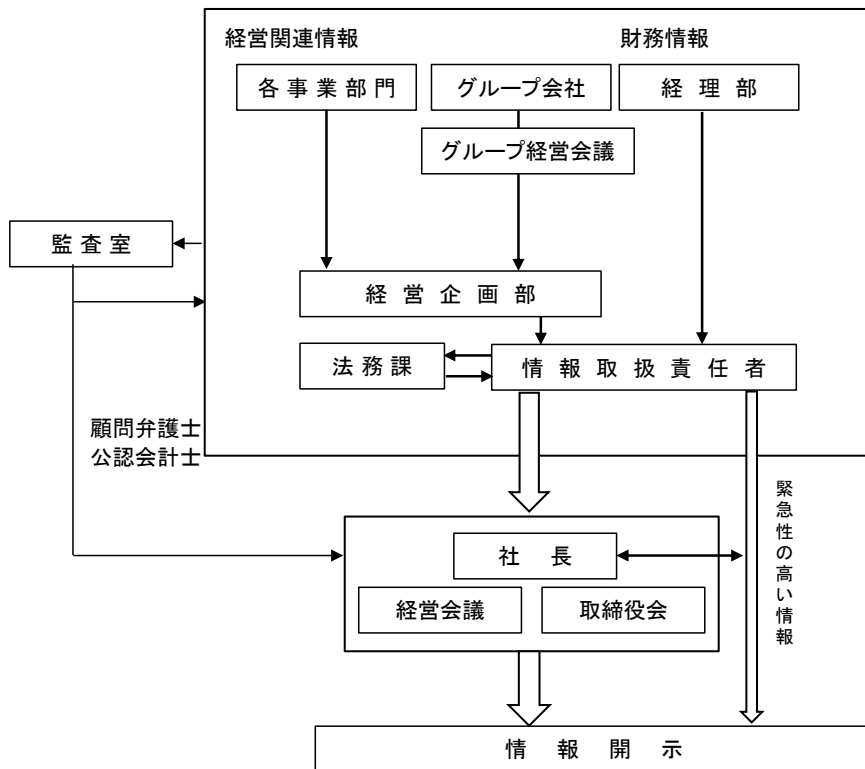 経営関連情報
財務情報
各事業部門
グループ会社
経理部
グループ経営会議
監査室
経営企画部
法務課
情報取扱責任者
顧問弁護士
公認会計士
緊急性の高い情報
社長
経営会議
取締役会
情報開示